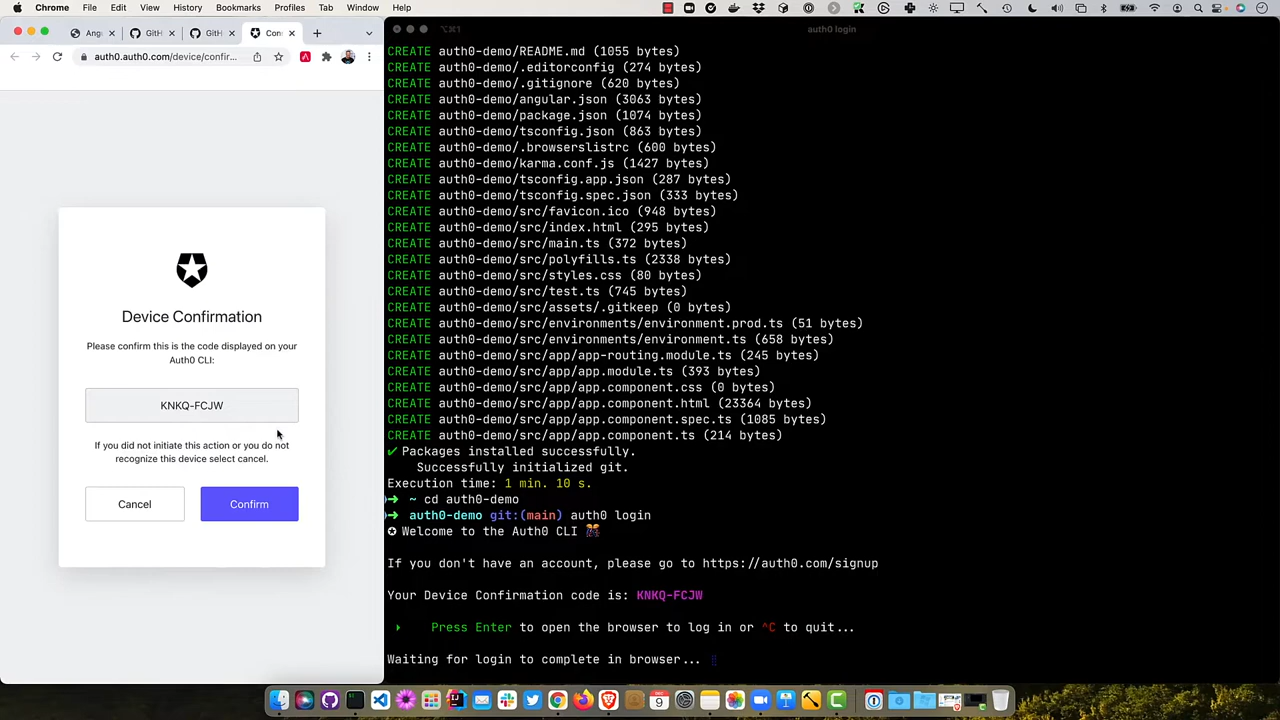 Chrome File Edit View History Bookmarks Profiles Tab Window Help
Ang
GitH
GitH
Con
auth0.auth0.com/device/confir...
Device Confirmation
Please confirm this is the code displayed on your
Auth0 CLI:
KNKQ-FCJW
If you did not initiate this action or you do not
recognize this device select cancel.
Cancel
Confirm
⌥⌘1
auth0 login
CREATE auth0-demo/README.md (1055 bytes)
CREATE auth0-demo/.editorconfig (274 bytes)
CREATE auth0-demo/.gitignore (620 bytes)
CREATE auth0-demo/angular.json (3063 bytes)
CREATE auth0-demo/package.json (1074 bytes)
CREATE auth0-demo/tsconfig.json (863 bytes)
CREATE auth0-demo/.browserslistrc (600 bytes)
CREATE auth0-demo/karma.conf.js (1427 bytes)
CREATE auth0-demo/tsconfig.app.json (287 bytes)
CREATE auth0-demo/tsconfig.spec.json (333 bytes)
CREATE auth0-demo/src/favicon.ico (948 bytes)
CREATE auth0-demo/src/index.html (295 bytes)
CREATE auth0-demo/src/main.ts (372 bytes)
CREATE auth0-demo/src/polyfills.ts (2338 bytes)
CREATE auth0-demo/src/styles.css (80 bytes)
CREATE auth0-demo/src/test.ts (745 bytes)
CREATE auth0-demo/src/assets/.gitkeep (0 bytes)
CREATE auth0-demo/src/environments/environment.prod.ts (51 bytes)
CREATE auth0-demo/src/environments/environment.ts (658 bytes)
CREATE auth0-demo/src/app/app-routing.module.ts (245 bytes)
CREATE auth0-demo/src/app/app.module.ts (393 bytes)
CREATE auth0-demo/src/app/app.component.css (0 bytes)
CREATE auth0-demo/src/app/app.component.html (23364 bytes)
CREATE auth0-demo/src/app/app.component.spec.ts (1085 bytes)
CREATE auth0-demo/src/app/app.component.ts (214 bytes)
✔ Packages installed successfully.
Successfully initialized git.
Execution time: 1 min. 10 s.
➜ ~ cd auth0-demo
➜ auth0-demo git:(main) auth0 login
✪ Welcome to the Auth0 CLI 🎊
If you don't have an account, please go to https://auth0.com/signup
Your Device Confirmation code is: KNKQ-FCJW
▸ Press Enter to open the browser to log in or ^C to quit...
Waiting for login to complete in browser...
9